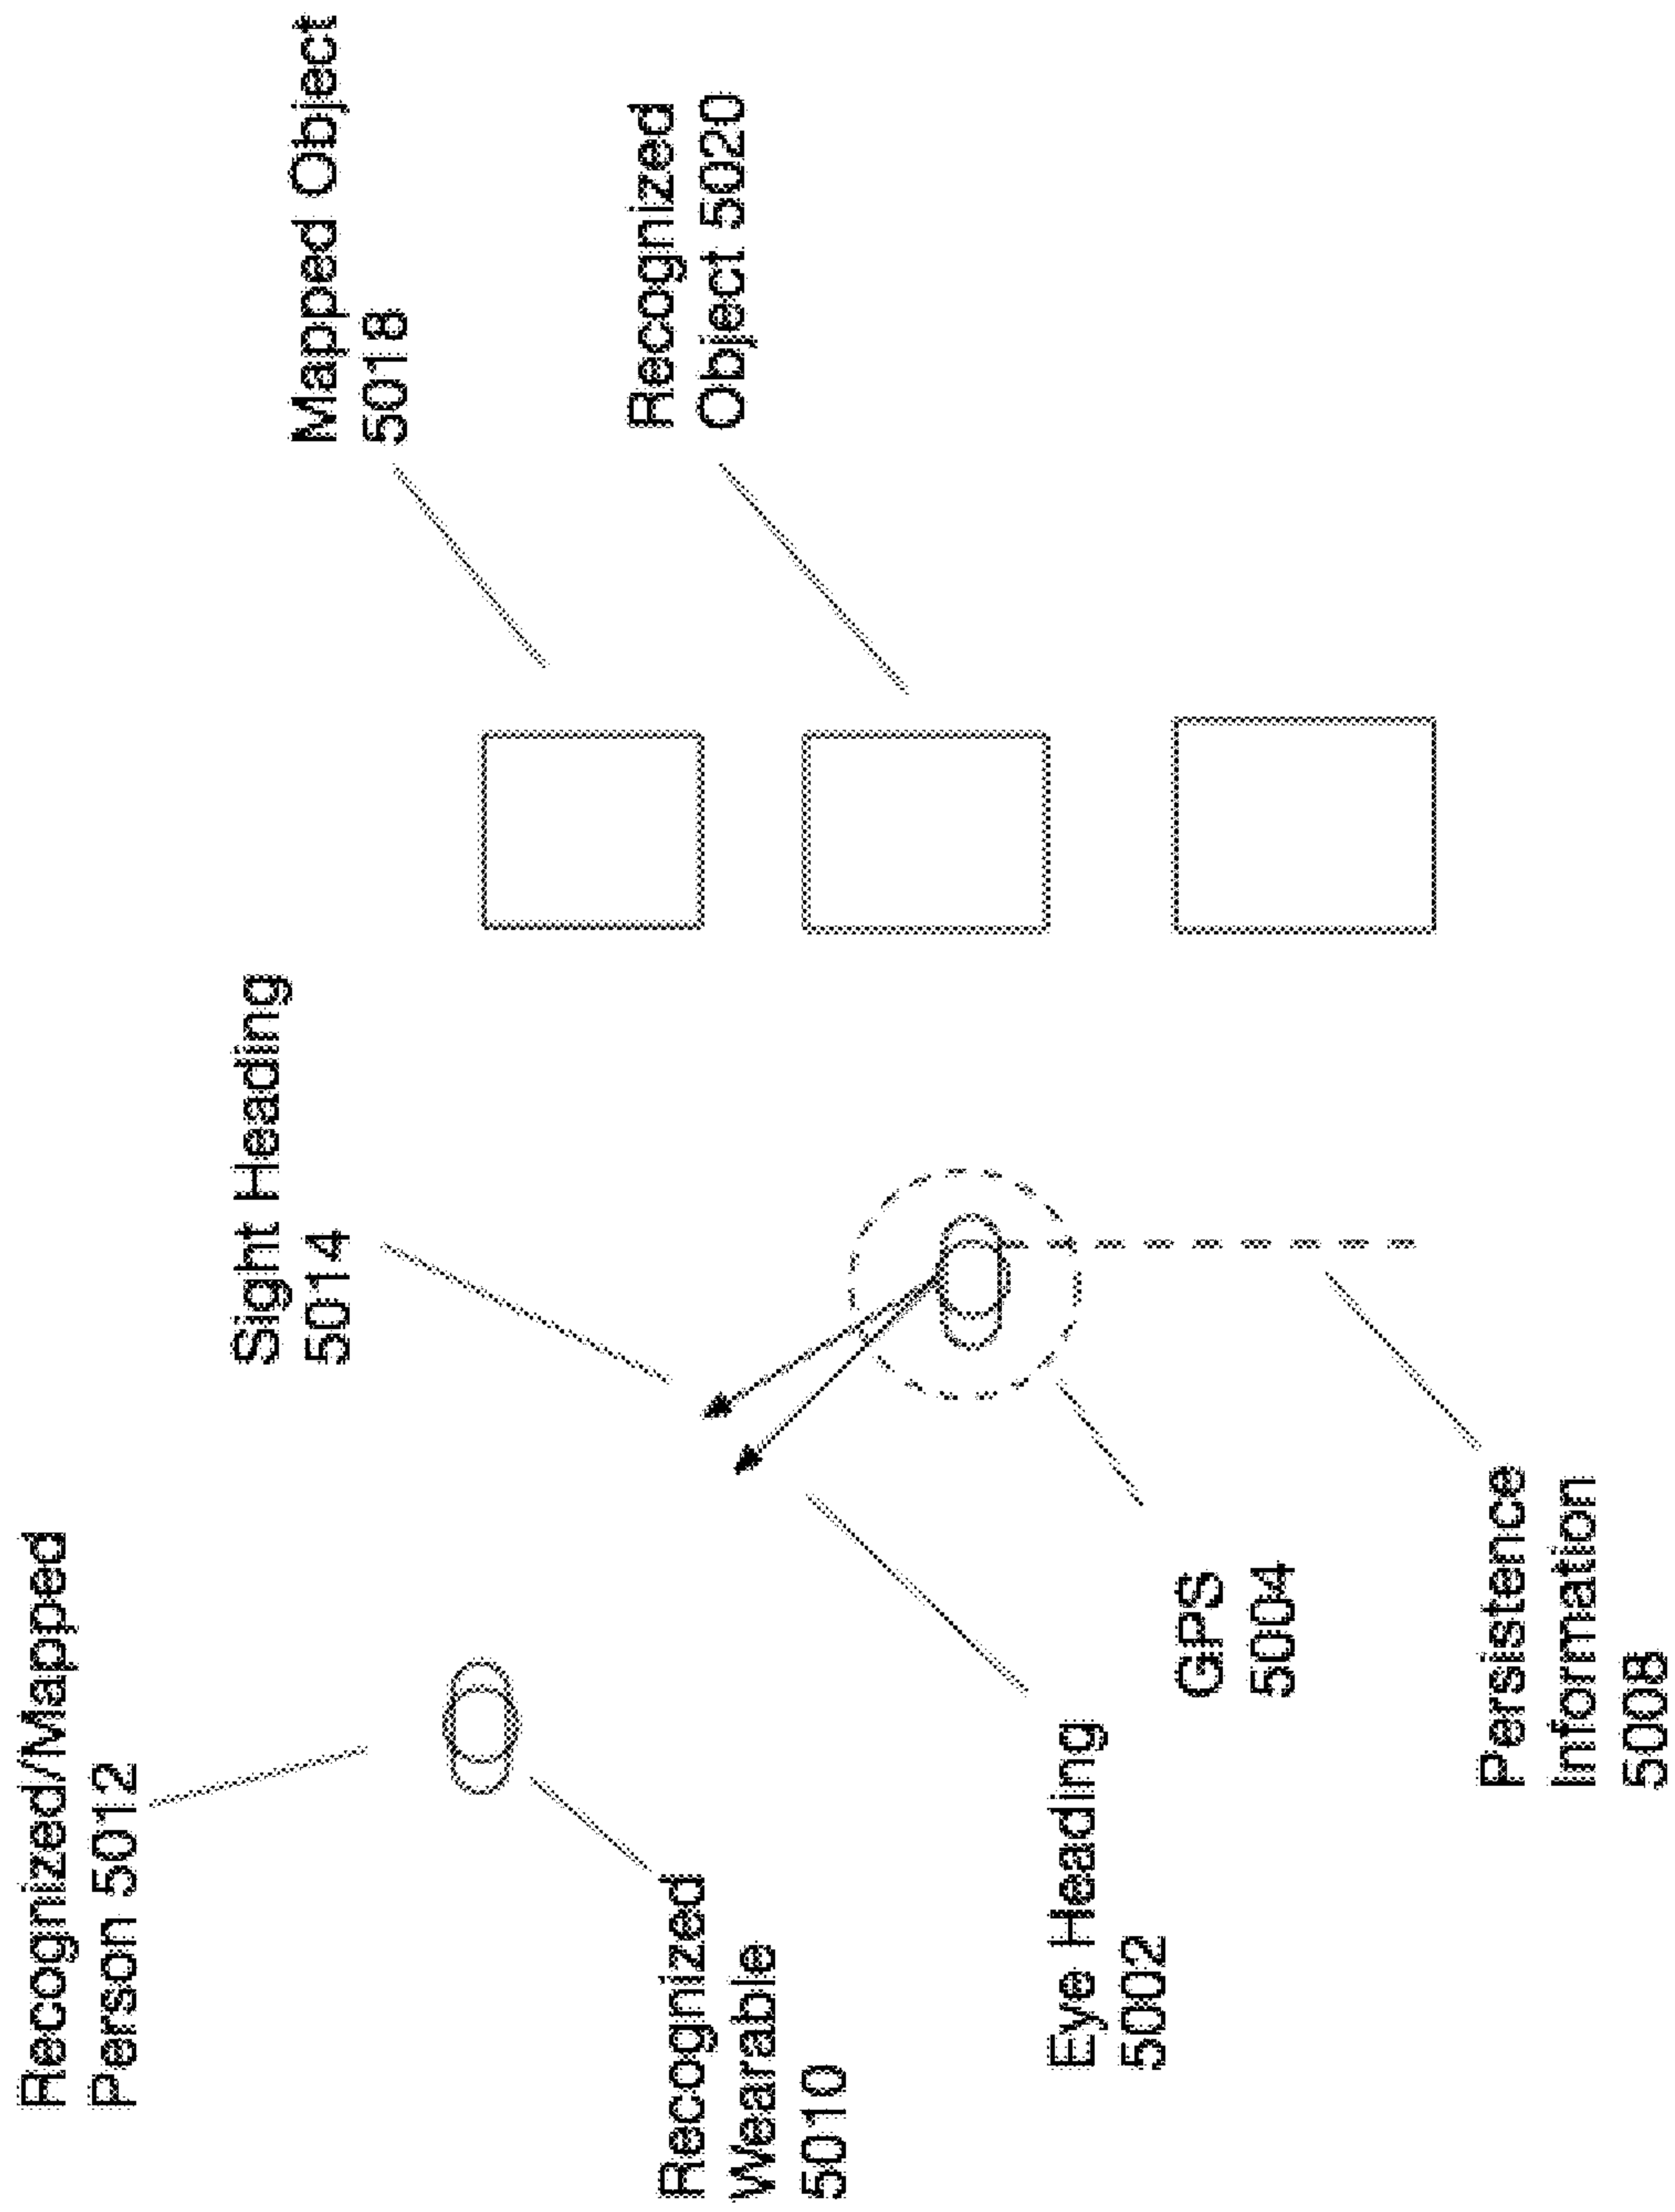 Recognized/Mapped
Person 5012
Recognized
Wearable
5010
Sight Heading
5014
Eye Heading
5002
GPS
5004
Persistence
Information
5008
Mapped Object
5018
Recognized
Object 5020